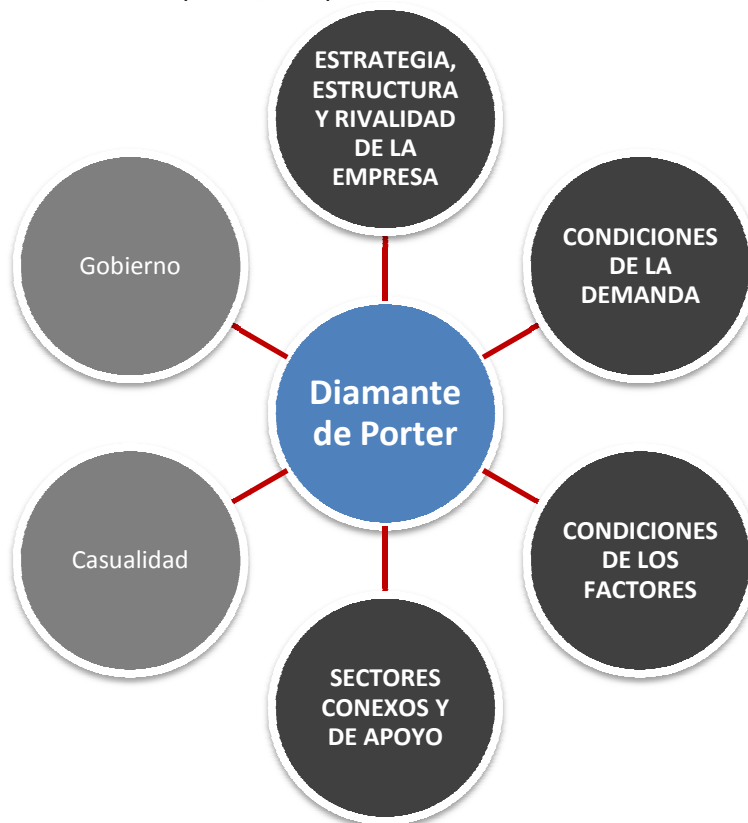 ESTRATEGIA,
ESTRUCTURA
Y RIVALIDAD
DE LA
EMPRESA
Gobierno
CONDICIONES
DE LA
DEMANDA
Diamante
de Porter
Casualidad
CONDICIONES
DE LOS
FACTORES
SECTORES
CONEXOS Y
DE APOYO